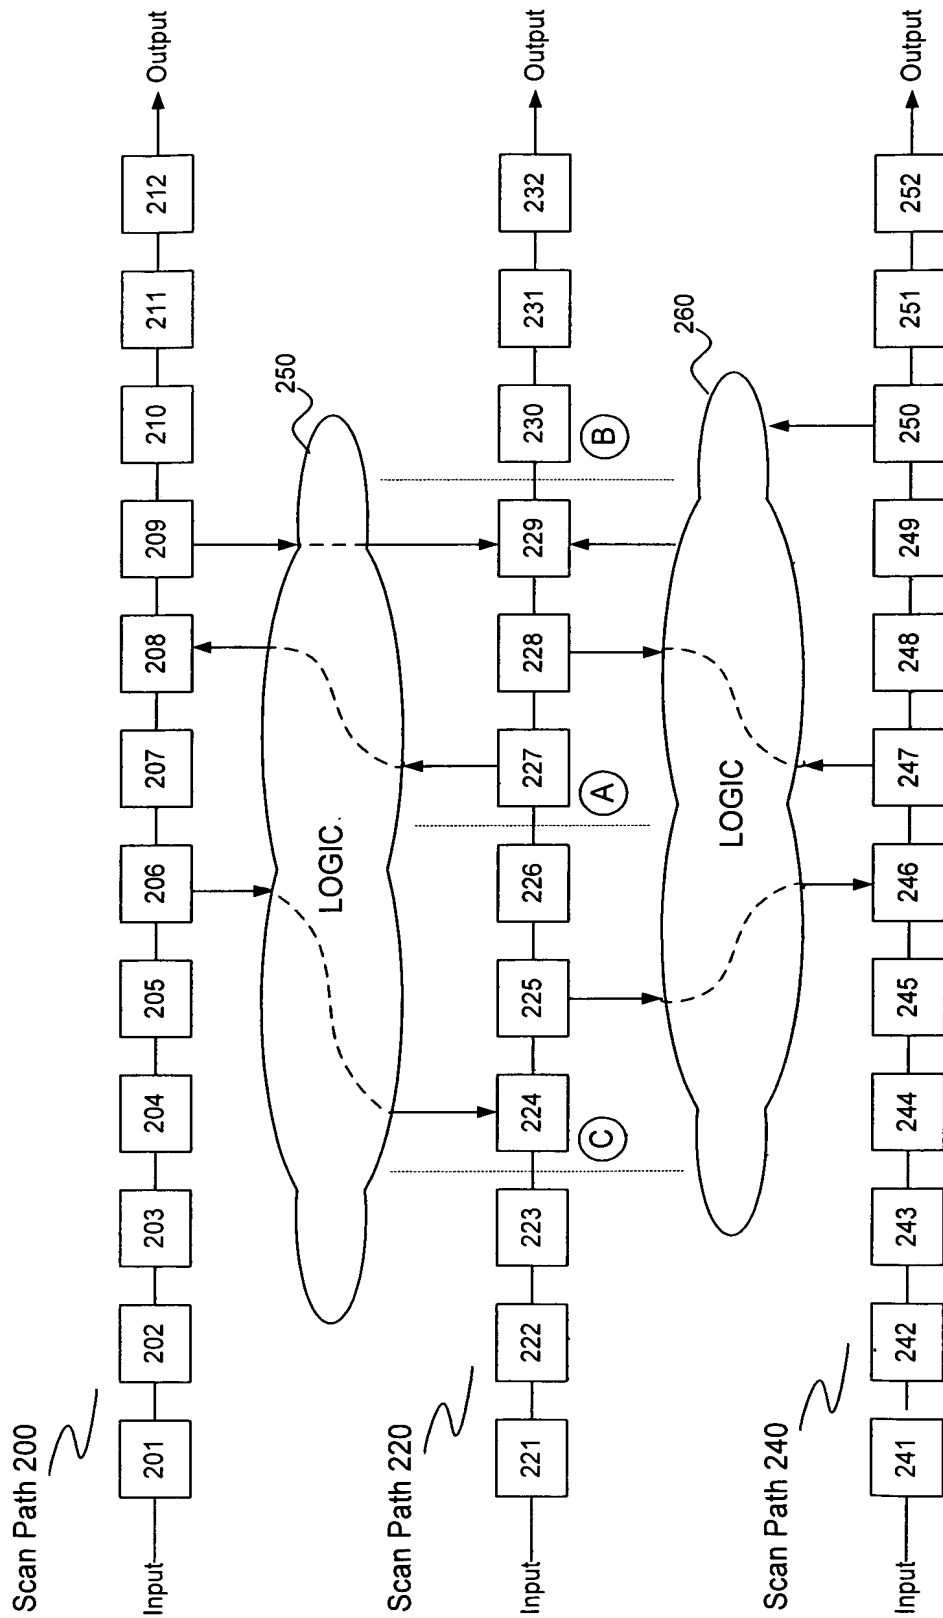 Scan Path 200
Input
201
202
203
204
205
206
207
208
209
210
211
212
Output
250
LOGIC
Scan Path 220
Input
221
222
223
224
225
226
227
228
229
230
231
232
Output
C
A
B
260
LOGIC
Scan Path 240
Input
241
242
243
244
245
246
247
248
249
250
251
252
Output